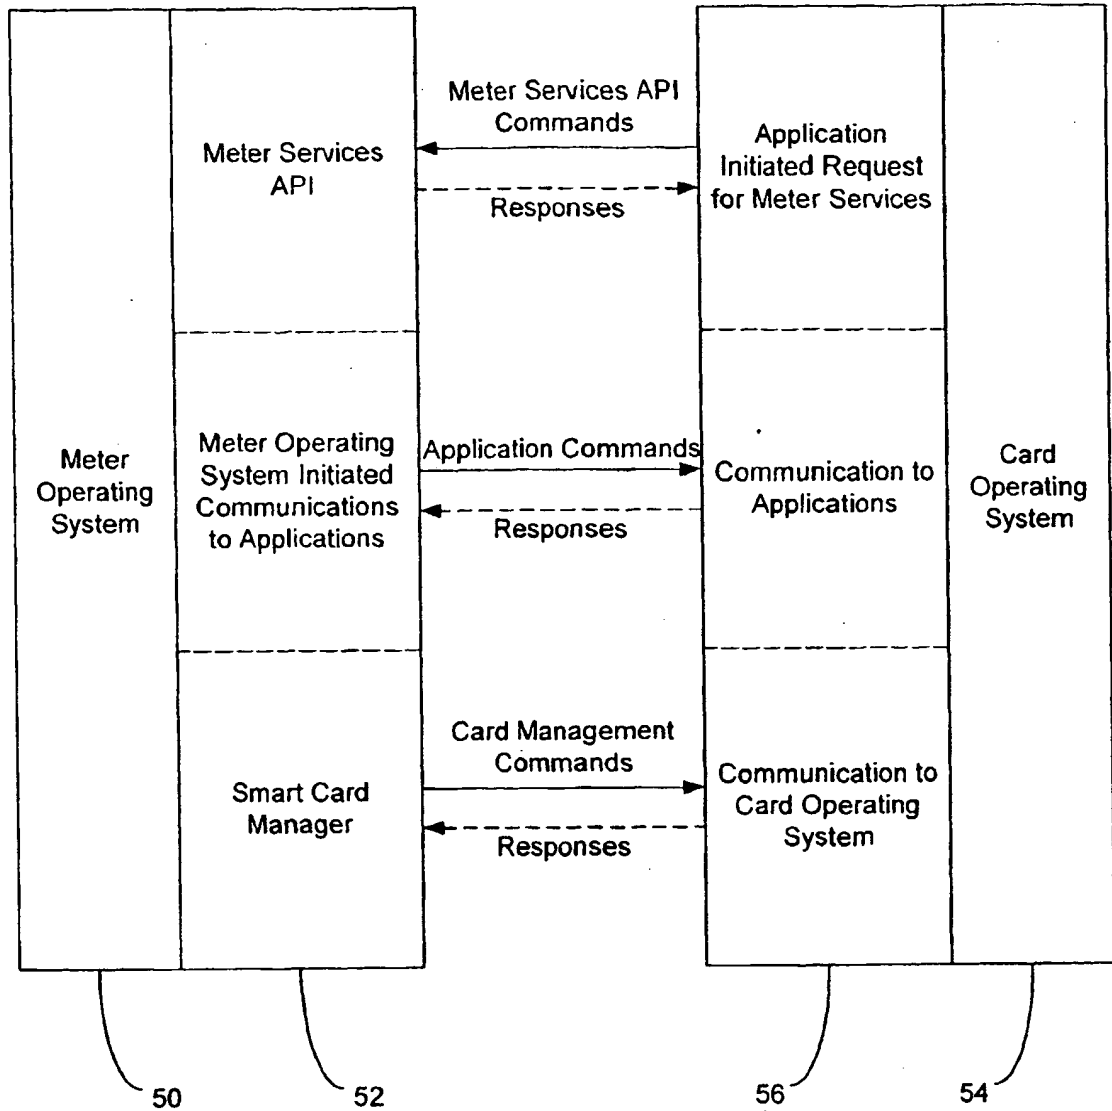 Meter
Operating
System
Meter Services
API
Meter Operating
System Initiated
Communications
to Applications
Smart Card
Manager
Meter Services API
Commands
Responses
Application Commands
Responses
Card Management
Commands
Responses
Application
Initiated Request
for Meter Services
Communication to
Applications
Communication to
Card Operating
System
Card
Operating
System
50
52
56
54